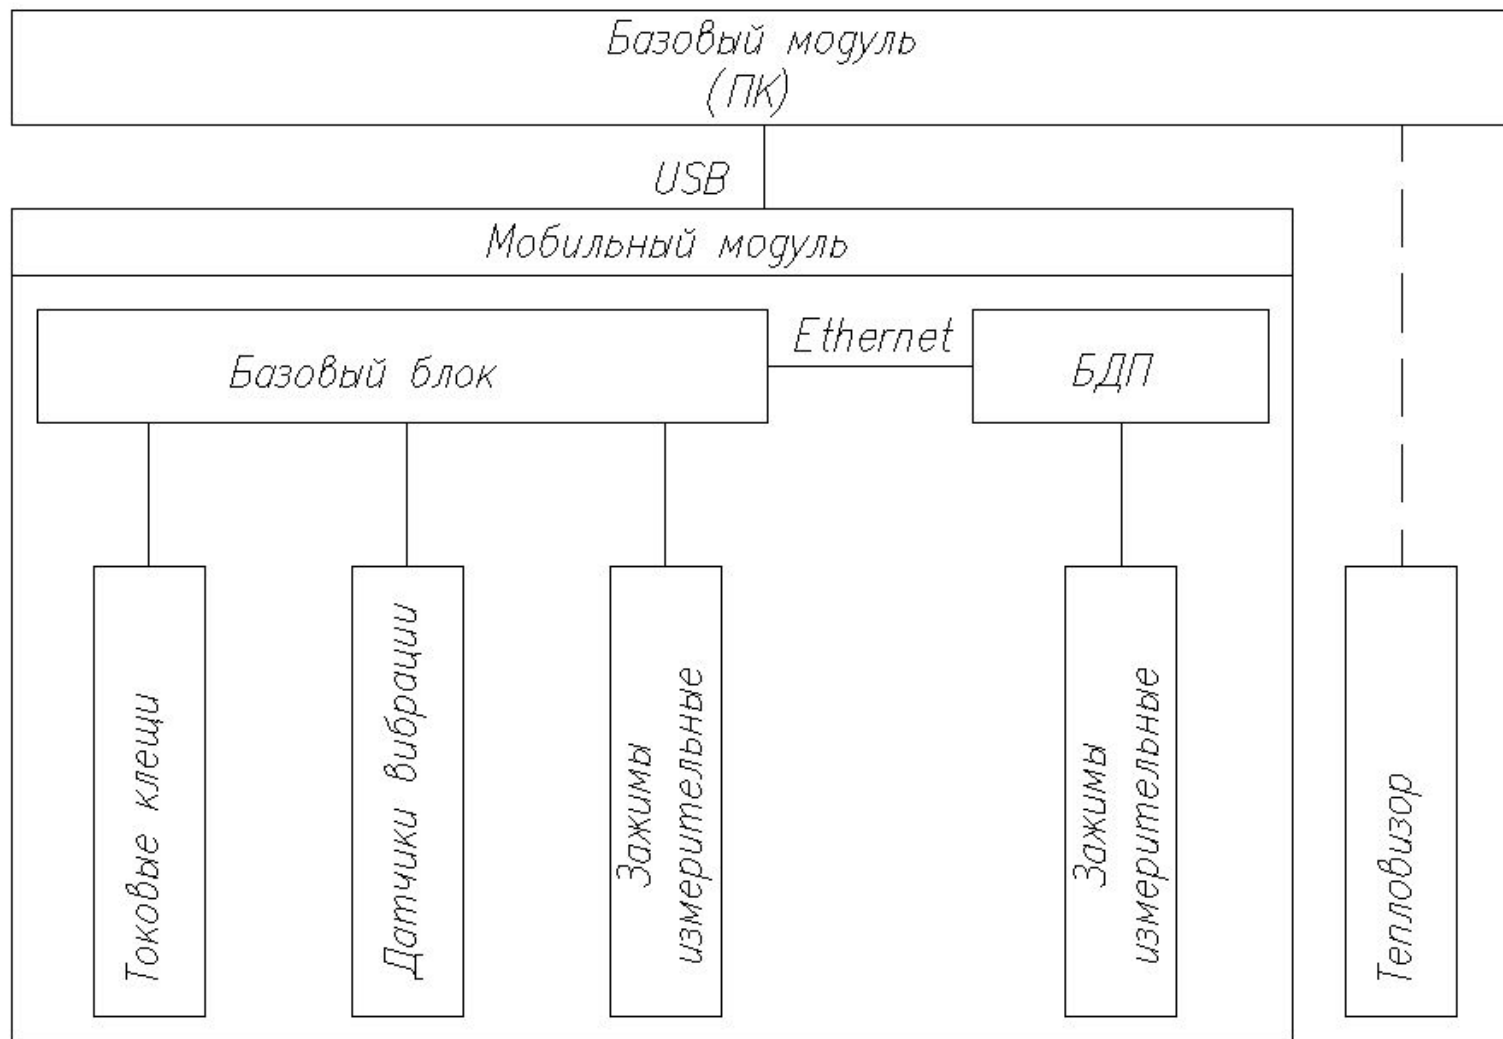 Базовый модуль
(ПК)
USB
Мобильный модуль
Базовый блок
Ethernet
БДП
Токовые клещи
Датчики вибрации
Зажимы
измерительные
Зажимы
измерительные
Тепловизор